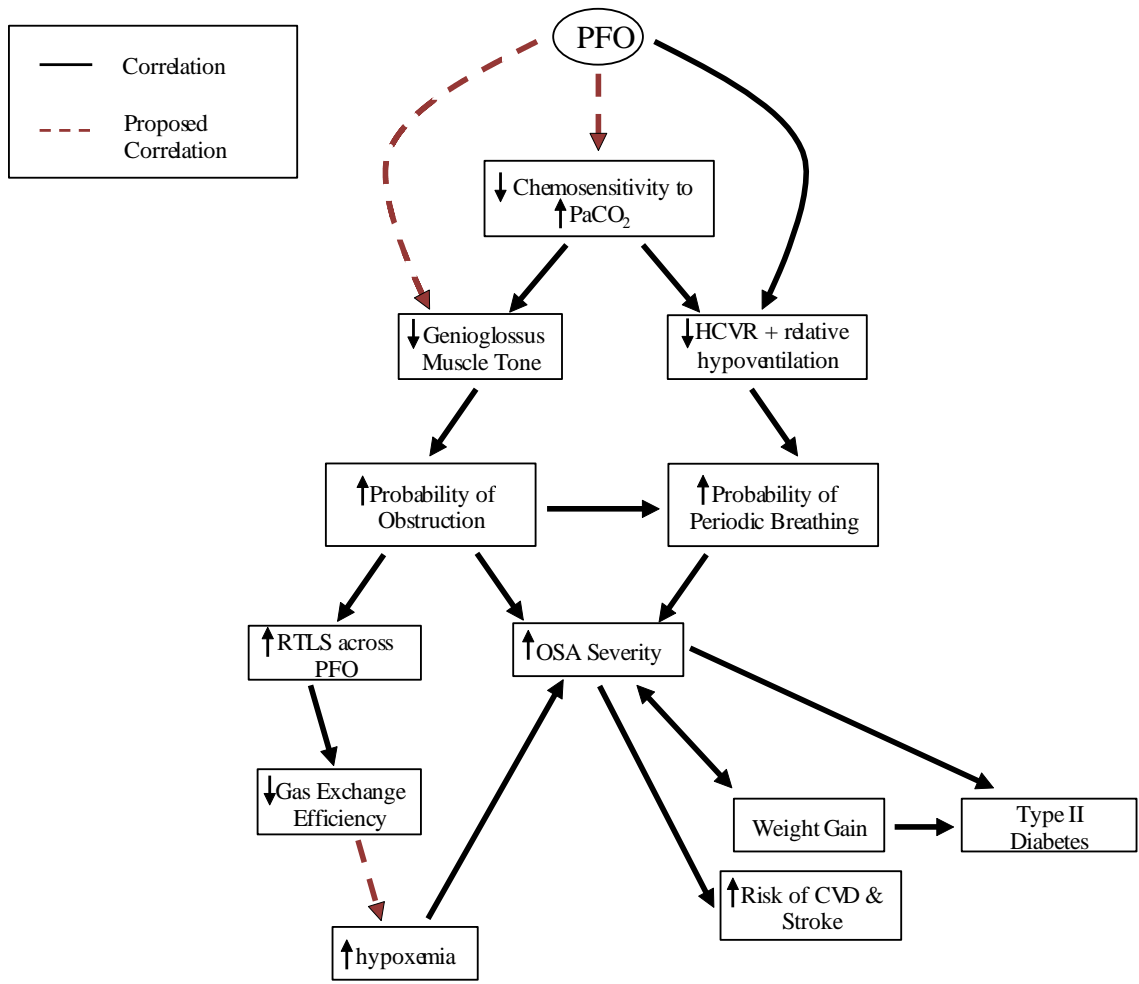 PFO
Correlation
Proposed
Correlation
↓ Chemosensitivity to
↑PaCO₂
↓Genioglossus
Muscle Tone
↓HCVR + relative
hypoventilation
↑Probability of
Obstruction
↑Probability of
Periodic Breathing
↑RTLS across
PFO
↑OSA Severity
↓Gas Exchange
Efficiency
Weight Gain
Type II
Diabetes
↑Risk of CVD &
Stroke
↑hypoxemia